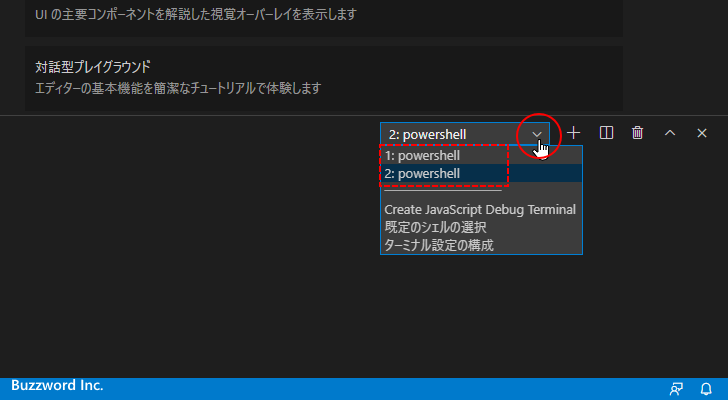 UI の主要コンポーネントを解説した視覚オーバーレイを表示します
対話型プレイグラウンド
エディターの基本機能を簡潔なチュートリアルで体験します
2: powershell
1: powershell
2: powershell
Create JavaScript Debug Terminal
既定のシェルの選択
ターミナル設定の構成
Buzzword Inc.